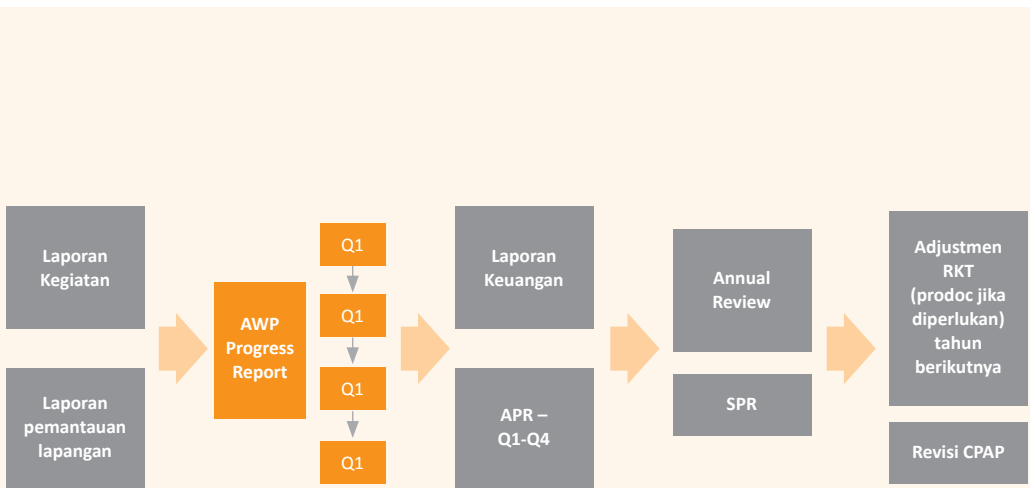 Laporan
Kegiatan
Laporan
pemantauan
lapangan
AWP
Progress
Report
Q1
Q1
Q1
Q1
Laporan
Keuangan
APR –
Q1-Q4
Annual
Review
SPR
Adjustmen
RKT
(prodoc jika
diperlukan)
tahun
berikutnya
Revisi CPAP